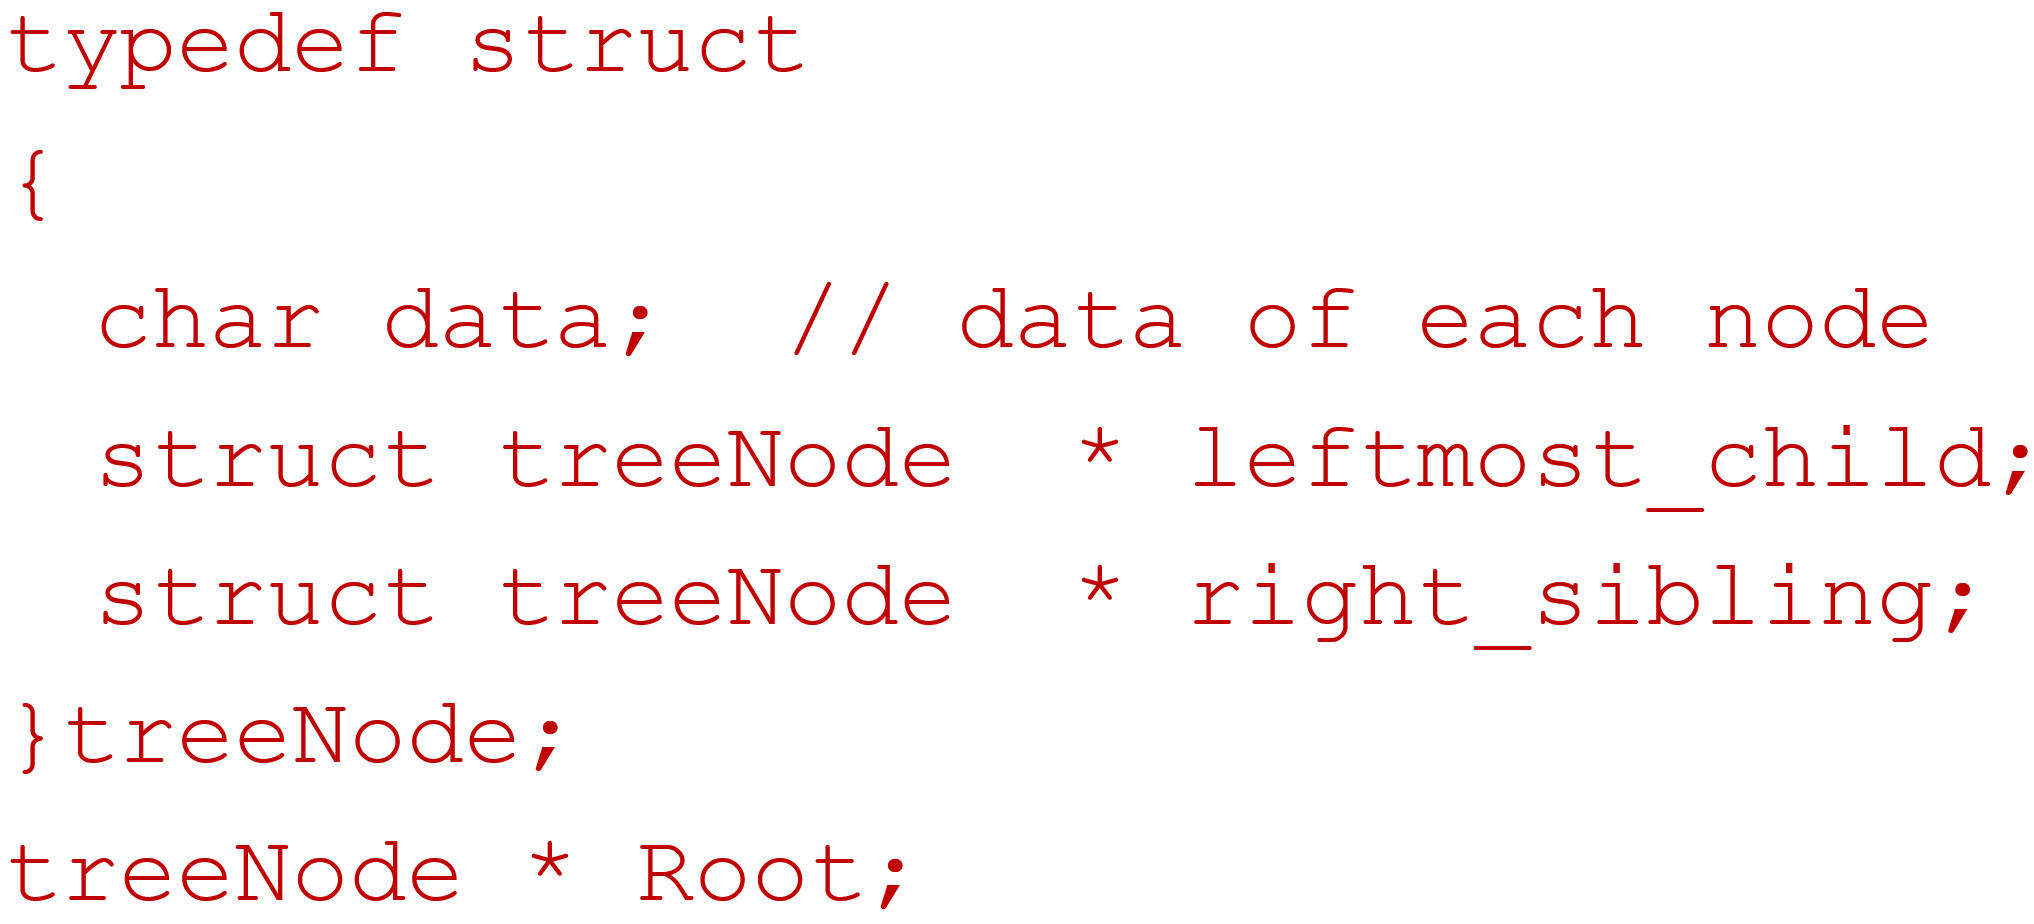 typedef struct
{
char data;  // data of each node
struct treeNode  * leftmost_child;
struct treeNode  * right_sibling;
}treeNode;
treeNode * Root;